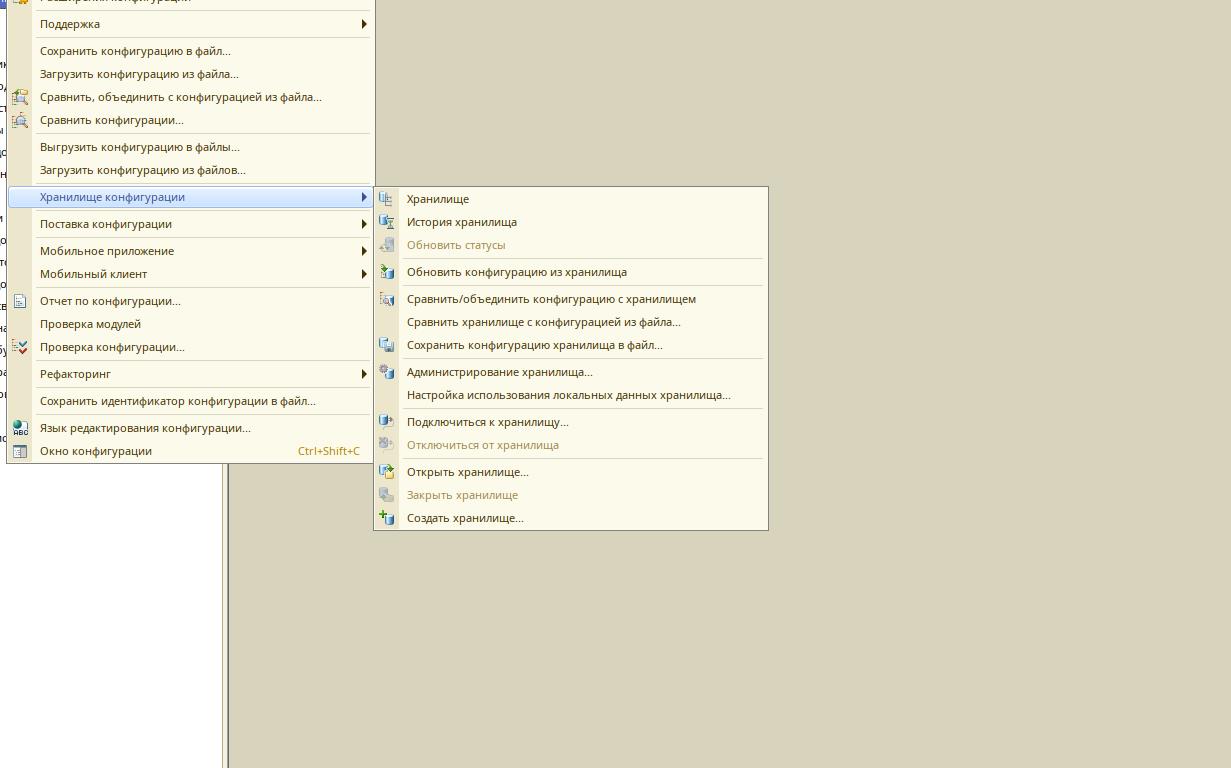 Поддержка
Сохранить конфигурацию в файл...
Загрузить конфигурацию из файла...
Сравнить, объединить с конфигурацией из файла...
Сравнить конфигурации...
Выгрузить конфигурацию в файлы...
Загрузить конфигурацию из файлов...
Хранилище конфигурации
Поставка конфигурации
Мобильное приложение
Мобильный клиент
Отчет по конфигурации...
Проверка модулей
Проверка конфигурации...
Рефакторинг
Сохранить идентификатор конфигурации в файл...
Язык редактирования конфигурации...
Окно конфигурации Ctrl+Shift+C
Хранилище
История хранилища
Обновить статусы
Обновить конфигурацию из хранилища
Сравнить/объединить конфигурацию с хранилищем
Сравнить хранилище с конфигурацией из файла...
Сохранить конфигурацию хранилища в файл...
Администрирование хранилища...
Настройка использования локальных данных хранилища...
Подключиться к хранилищу...
Отключиться от хранилища
Открыть хранилище...
Закрыть хранилище
Создать хранилище...